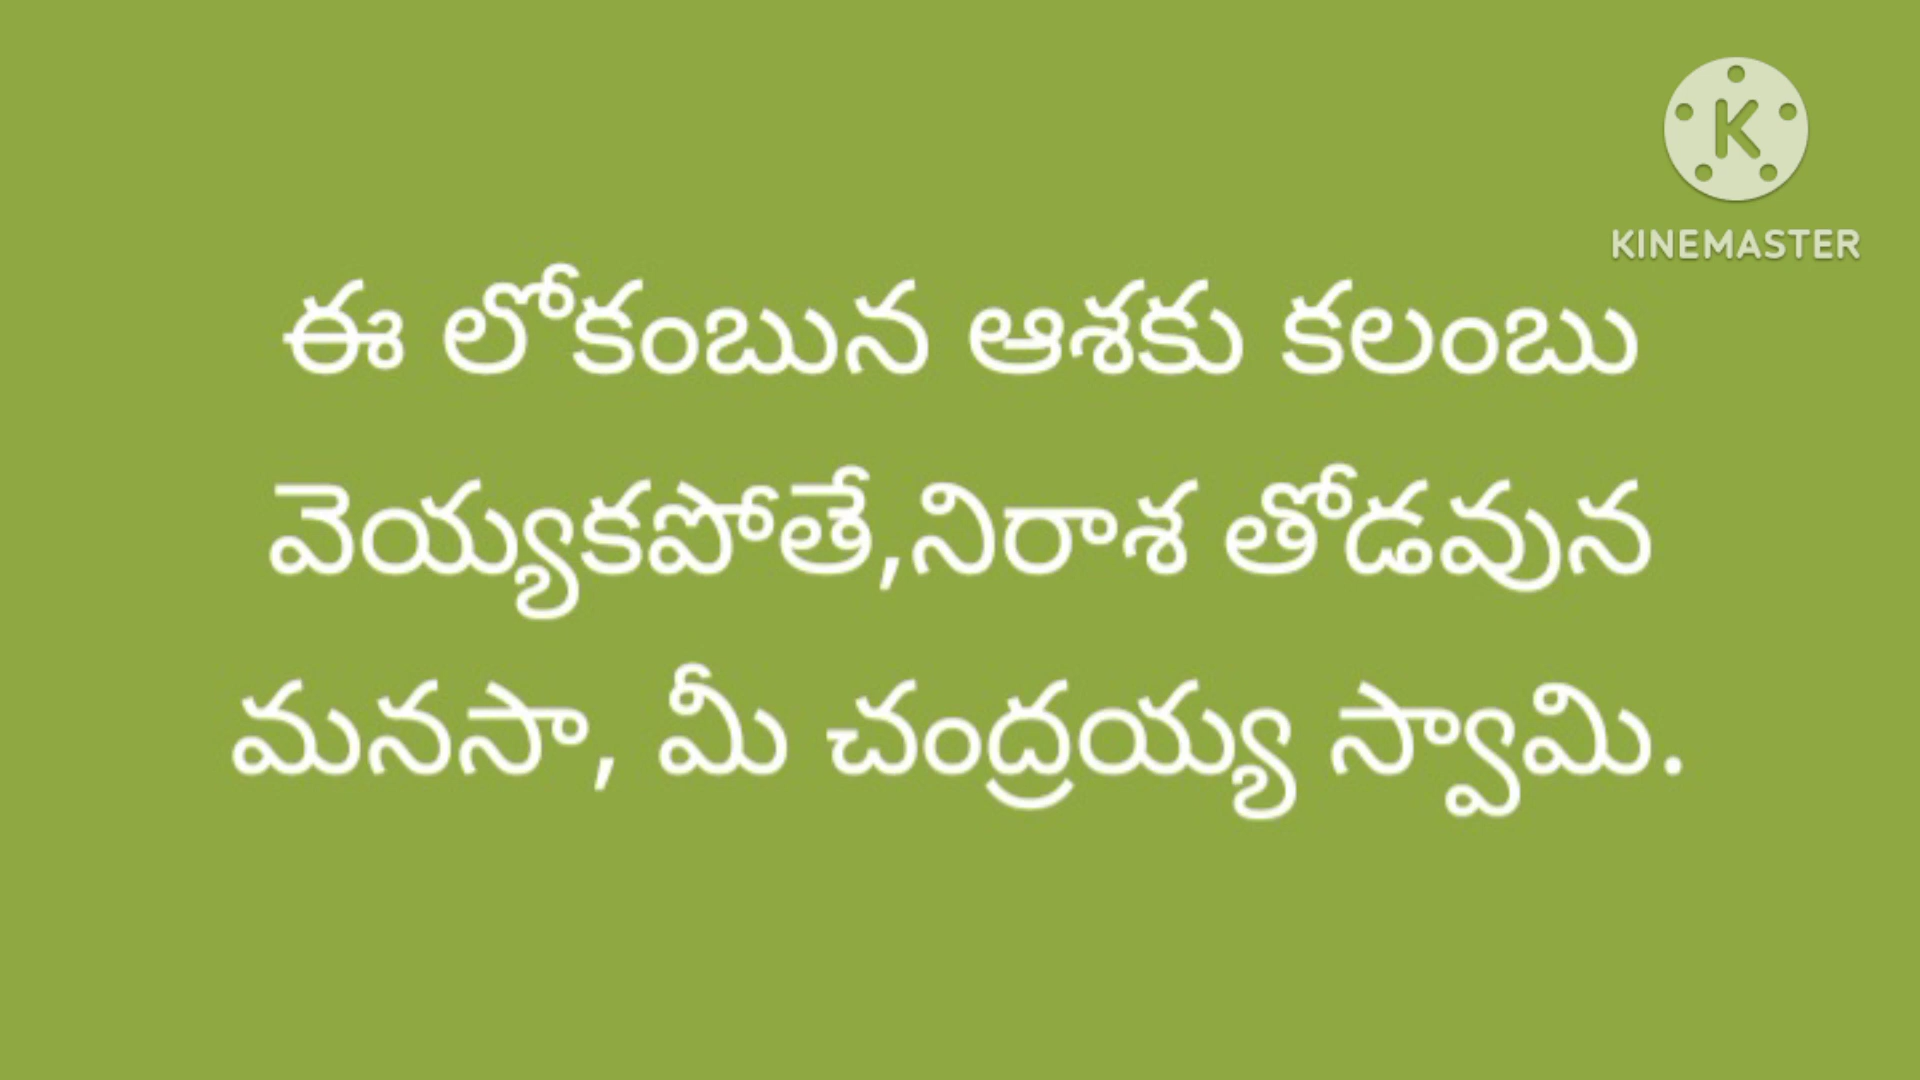 KINEMASTER
ఈ లోకంబున ఆశకు కలంబు
వెయ్యకపోతే,నిరాశ తోడవున
మనసా, మీ చంద్రయ్య స్వామి.